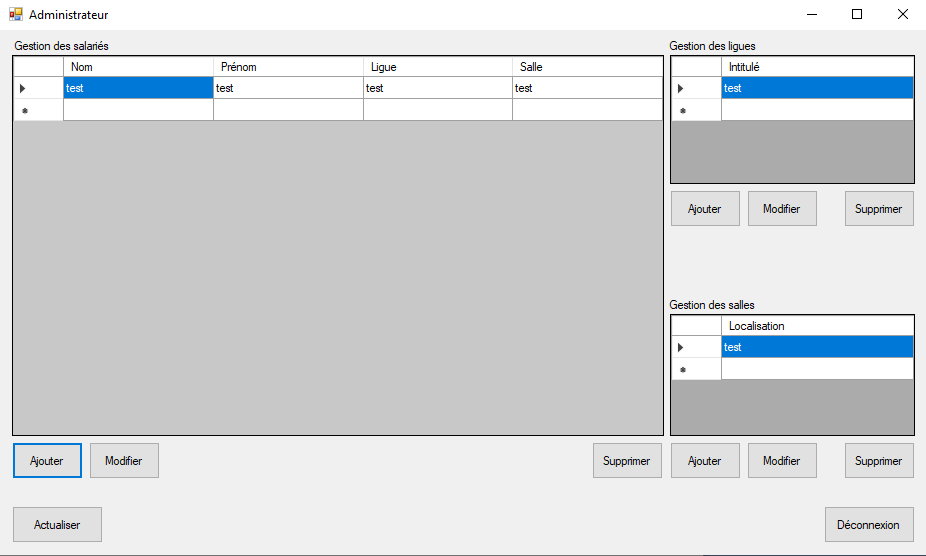 Administrateur
Gestion des salariés
Nom Prénom Ligue Salle
test test test test
Ajouter Modifier Supprimer
Gestion des ligues
Intitulé
test
Ajouter Modifier Supprimer
Gestion des salles
Localisation
test
Ajouter Modifier Supprimer
Actualiser Déconnexion